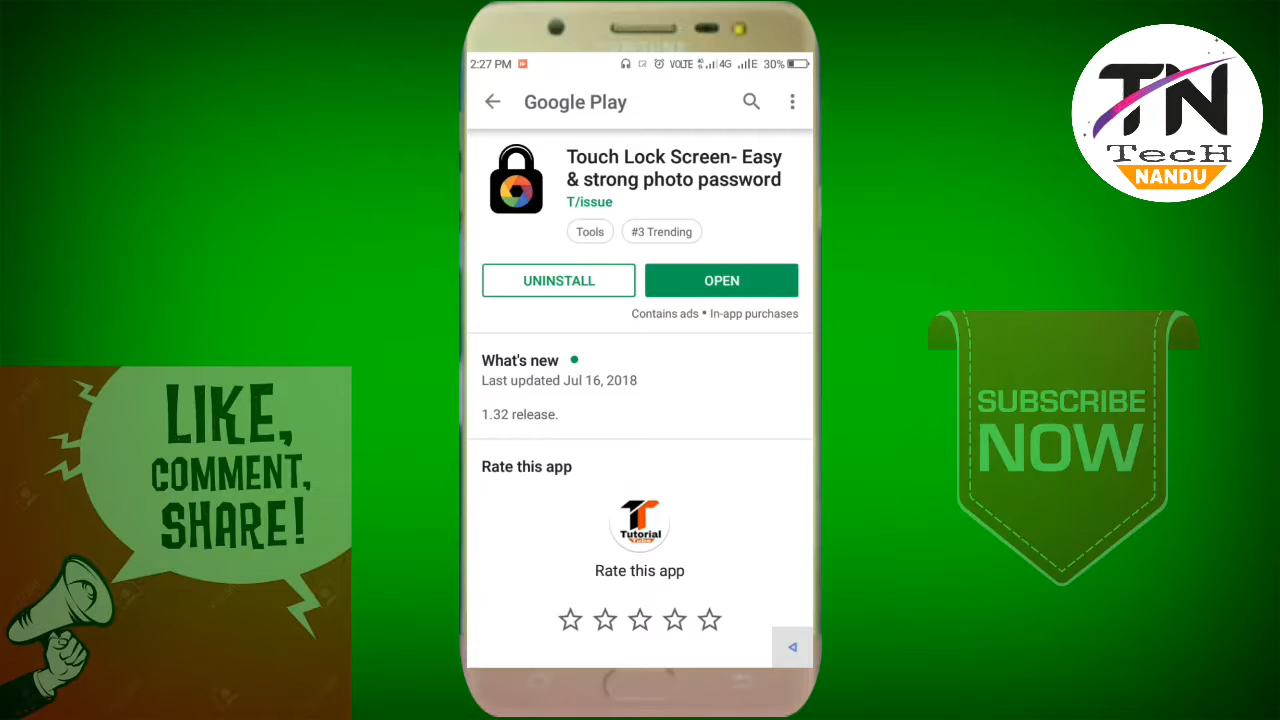 2:27 PM
VOLTE 4G E 30%
Google Play
Touch Lock Screen- Easy
& strong photo password
T/issue
Tools
#3 Trending
UNINSTALL
OPEN
Contains ads • In-app purchases
What's new
Last updated Jul 16, 2018
1.32 release.
Rate this app
Tutorial
Rate this app
TN
TecH
NANDU
LIKE,
COMMENT,
SHARE!
SUBSCRIBE
NOW